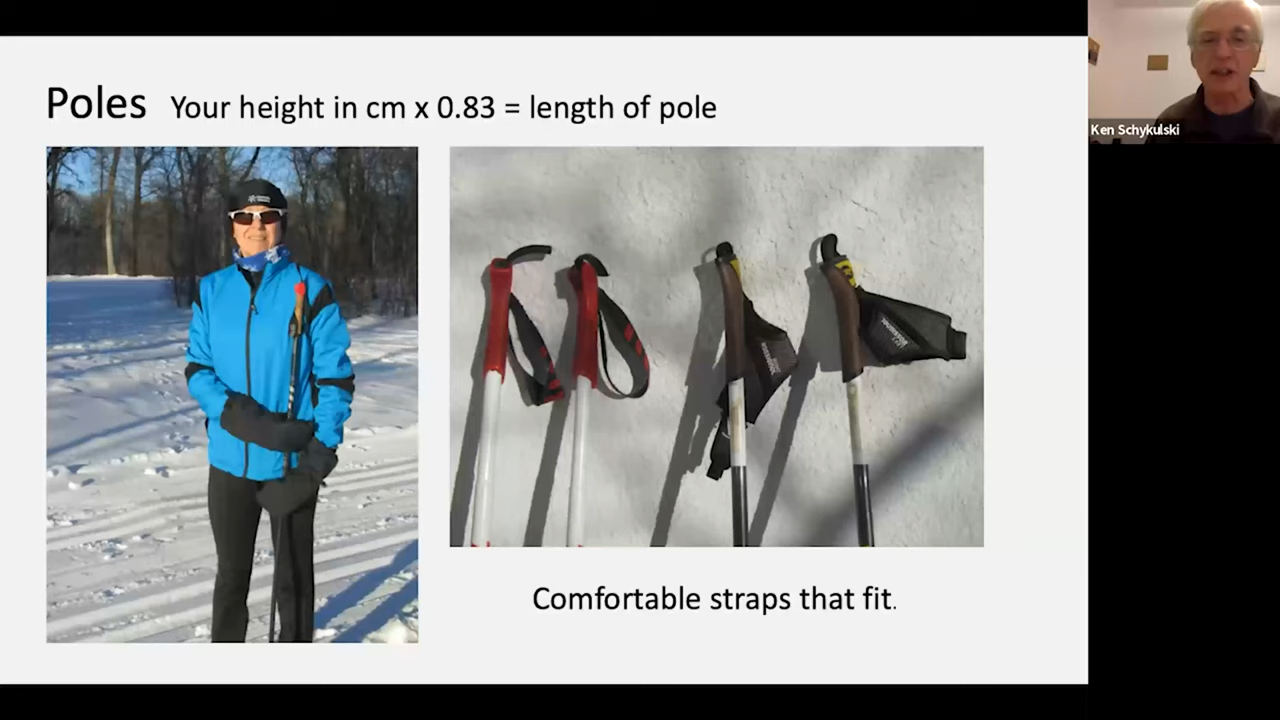 Poles Your height in cm x 0.83 = length of pole
Comfortable straps that fit.
Ken Schykulski